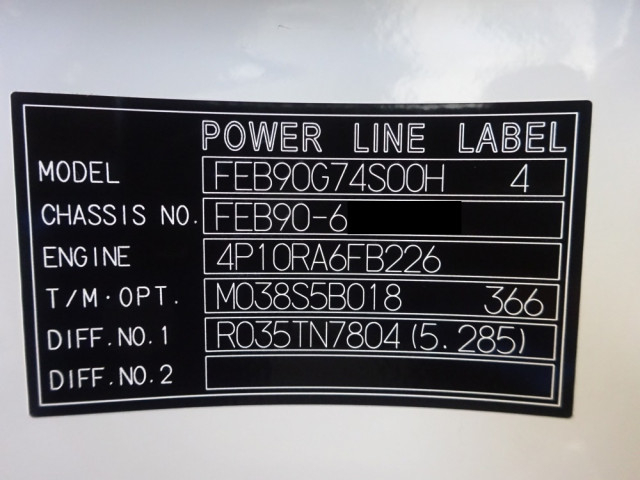 POWER LINE LABEL
MODEL FEB90G74S00H 4
CHASSIS NO. FEB90-6
ENGINE 4P10RA6FB226
T/M·OPT. M038S5B018 366
DIFF.NO.1 R035TN7804(5.285)
DIFF.NO.2